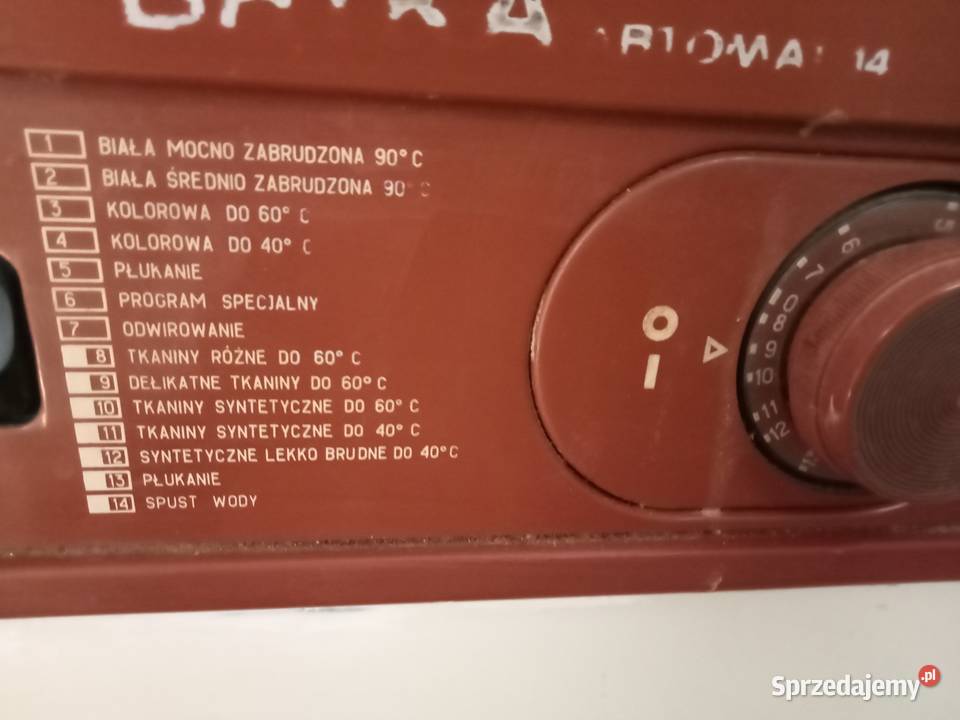 14
1 BIAŁA MOCNO ZABRUDZONA 90°C
2 BIAŁA ŚREDNIO ZABRUDZONA 90°C
3 KOLOROWA DO 60° C
4 KOLOROWA DO 40° C
5 PŁUKANIE
6 PROGRAM SPECJALNY
7 ODWIROWANIE
8 TKANINY RÓŻNE DO 60° C
9 DEŁIKATNE TKANINY DO 60°C
10 TKANINY SYNTETYCZNE DO 60°C
11 TKANINY SYNTETYCZNE DO 40°C
12 SYNTETYCZNE LEKKO BRUDNE DO 40°C
13 PŁUKANIE
14 SPUST WODY
5
6
7
0
8
9
10
11
12
Sprzedajemy.pl